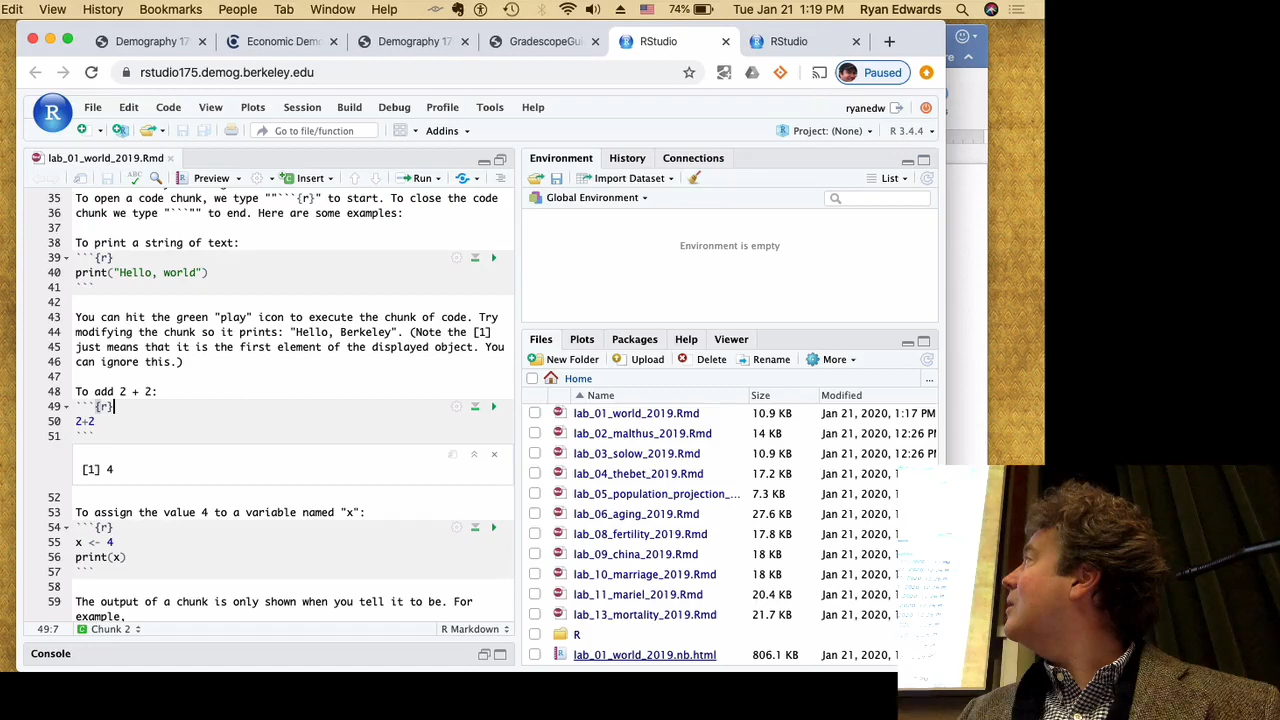 Edit View History Bookmarks People Tab Window Help 74% Tue Jan 21 1:19 PM Ryan Edwards
Demography 17 Demography 17 GradescopeGu RStudio RStudio
rstudio175.demog.berkeley.edu Paused
File Edit Code View Plots Session Build Debug Profile Tools Help ryanedw
Go to file/function Addins Project: (None) R 3.4.4
lab_01_world_2019.Rmd
Preview Insert Run
35 To open a code chunk, we type ""```{r}" to start. To close the code
36 chunk we type "```"" to end. Here are some examples:
37
38 To print a string of text:
39 ```{r}
40 print("Hello, world")
41 ```
42
43 You can hit the green "play" icon to execute the chunk of code. Try
44 modifying the chunk so it prints: "Hello, berkeley". (Note the [1]
45 just means that it is the first element of the displayed object. You
46 can ignore this.)
47
48 To add 2 + 2:
49 ```{r}
50 2+2
51 ```
[1] 4
52
53 To assign the value 4 to a variable named "x":
54 ```{r}
55 x <- 4
56 print(x)
57 ```
58
59 The output of a chunk is only shown when you tell it to be. For
example,
49:7 Chunk 2 R Markdown
Console
Environment History Connections
Import Dataset List
Global Environment
Environment is empty
Files Plots Packages Help Viewer
New Folder Upload Delete Rename More
Home ...
Name Size Modified
lab_01_world_2019.Rmd 10.9 KB Jan 21, 2020, 1:17 PM
lab_02_malthus_2019.Rmd 14 KB Jan 21, 2020, 12:26 P
lab_03_solow_2019.Rmd 10.9 KB Jan 21, 2020, 12:26 P
lab_04_thebet_2019.Rmd 17.2 KB Jan 21, 202
lab_05_population_projection_... 7.3 KB Jan 21, 202
lab_06_aging_2019.Rmd 27.6 KB Jan 21, 202
lab_08_fertility_2019.Rmd 17.8 KB Jan 21, 202
lab_09_china_2019.Rmd 18 KB Jan 21, 202
lab_10_marriage_2019.Rmd 18 KB Jan 21, 202
lab_11_mariel_2019.Rmd 20.4 KB Jan 21, 202
lab_13_mortality_2019.Rmd 21.7 KB Jan 21, 202
R
lab_01_world_2019.nb.html 806.1 KB Jan 21, 202